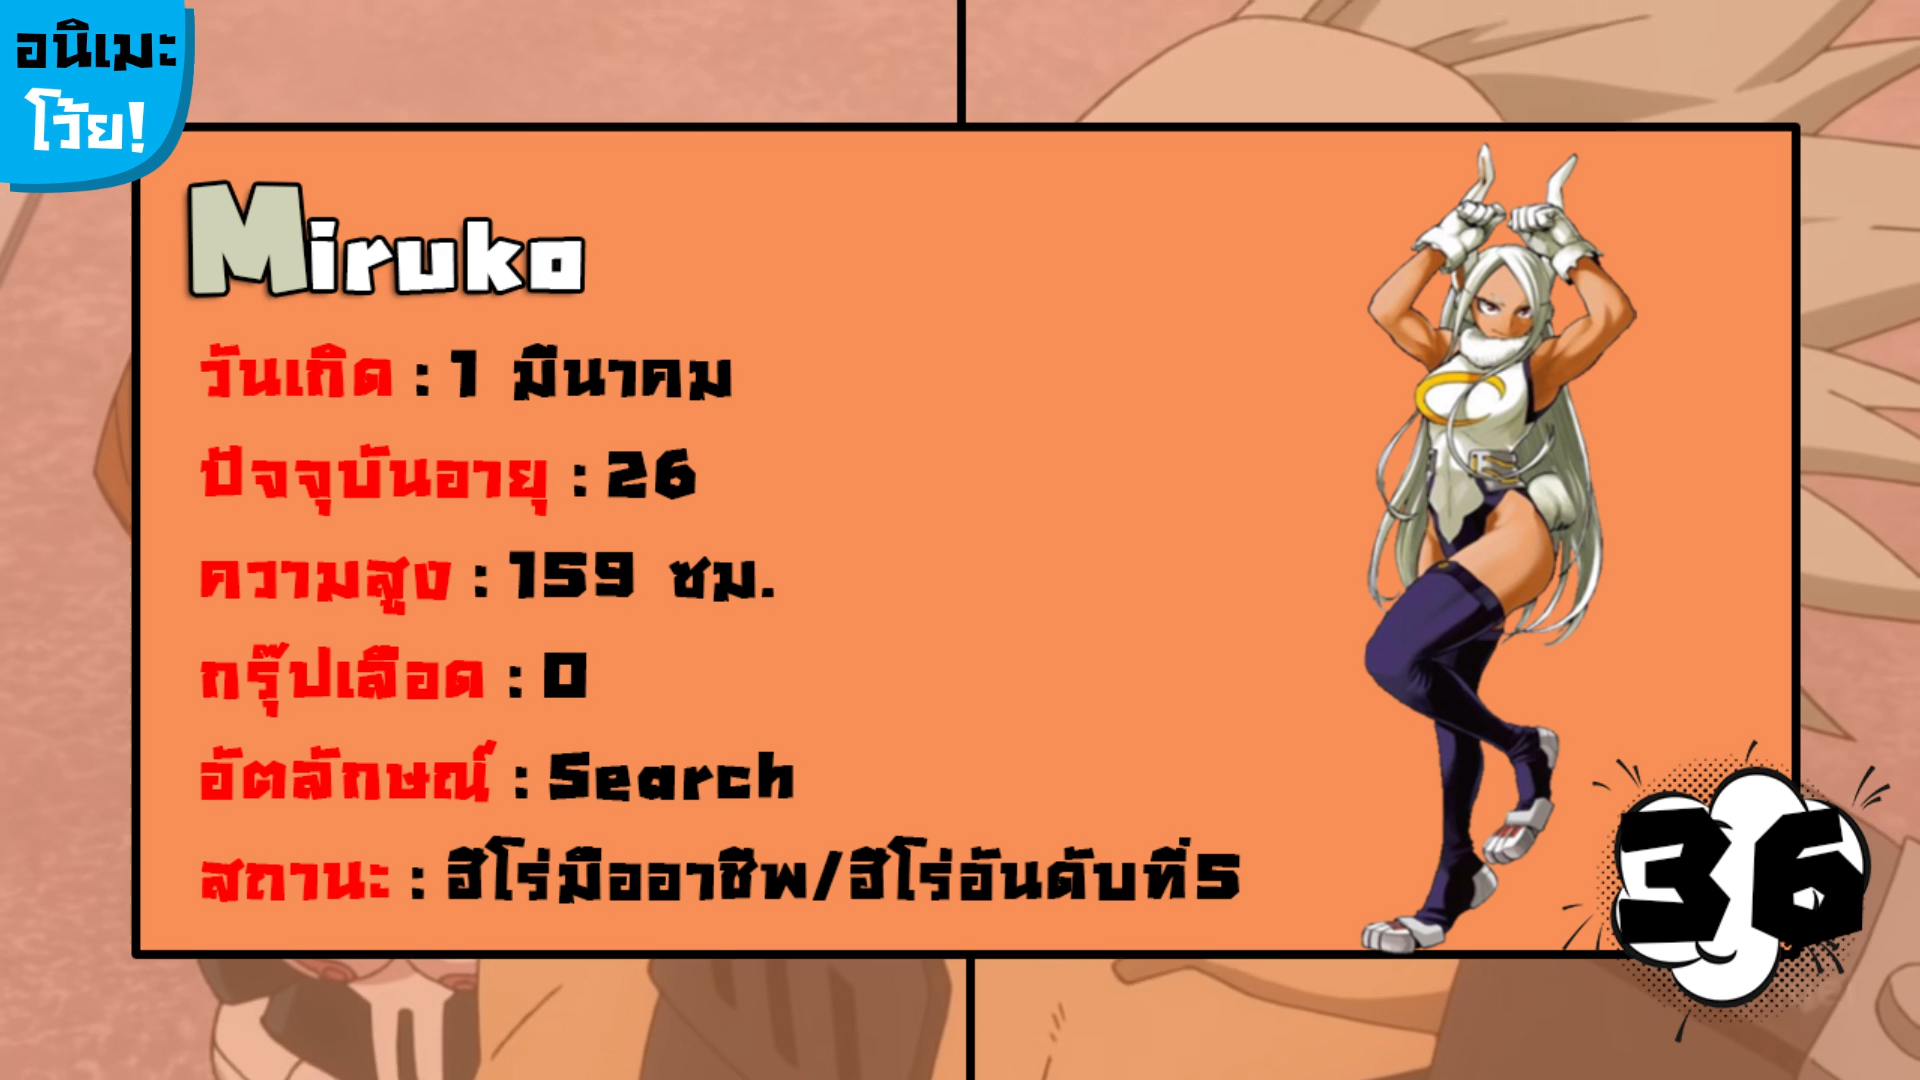 อนิเมะ
โว้ย!
Miruko
วันเกิด : 1 มีนาคม
ปัจจุบันอายุ : 26
ความสูง : 159 ซม.
กรุ๊ปเลือด : O
อัตลักษณ์ : Search
สถานะ : ฮีโร่มืออาชีพ/ฮีโร่อันดับที่5
36